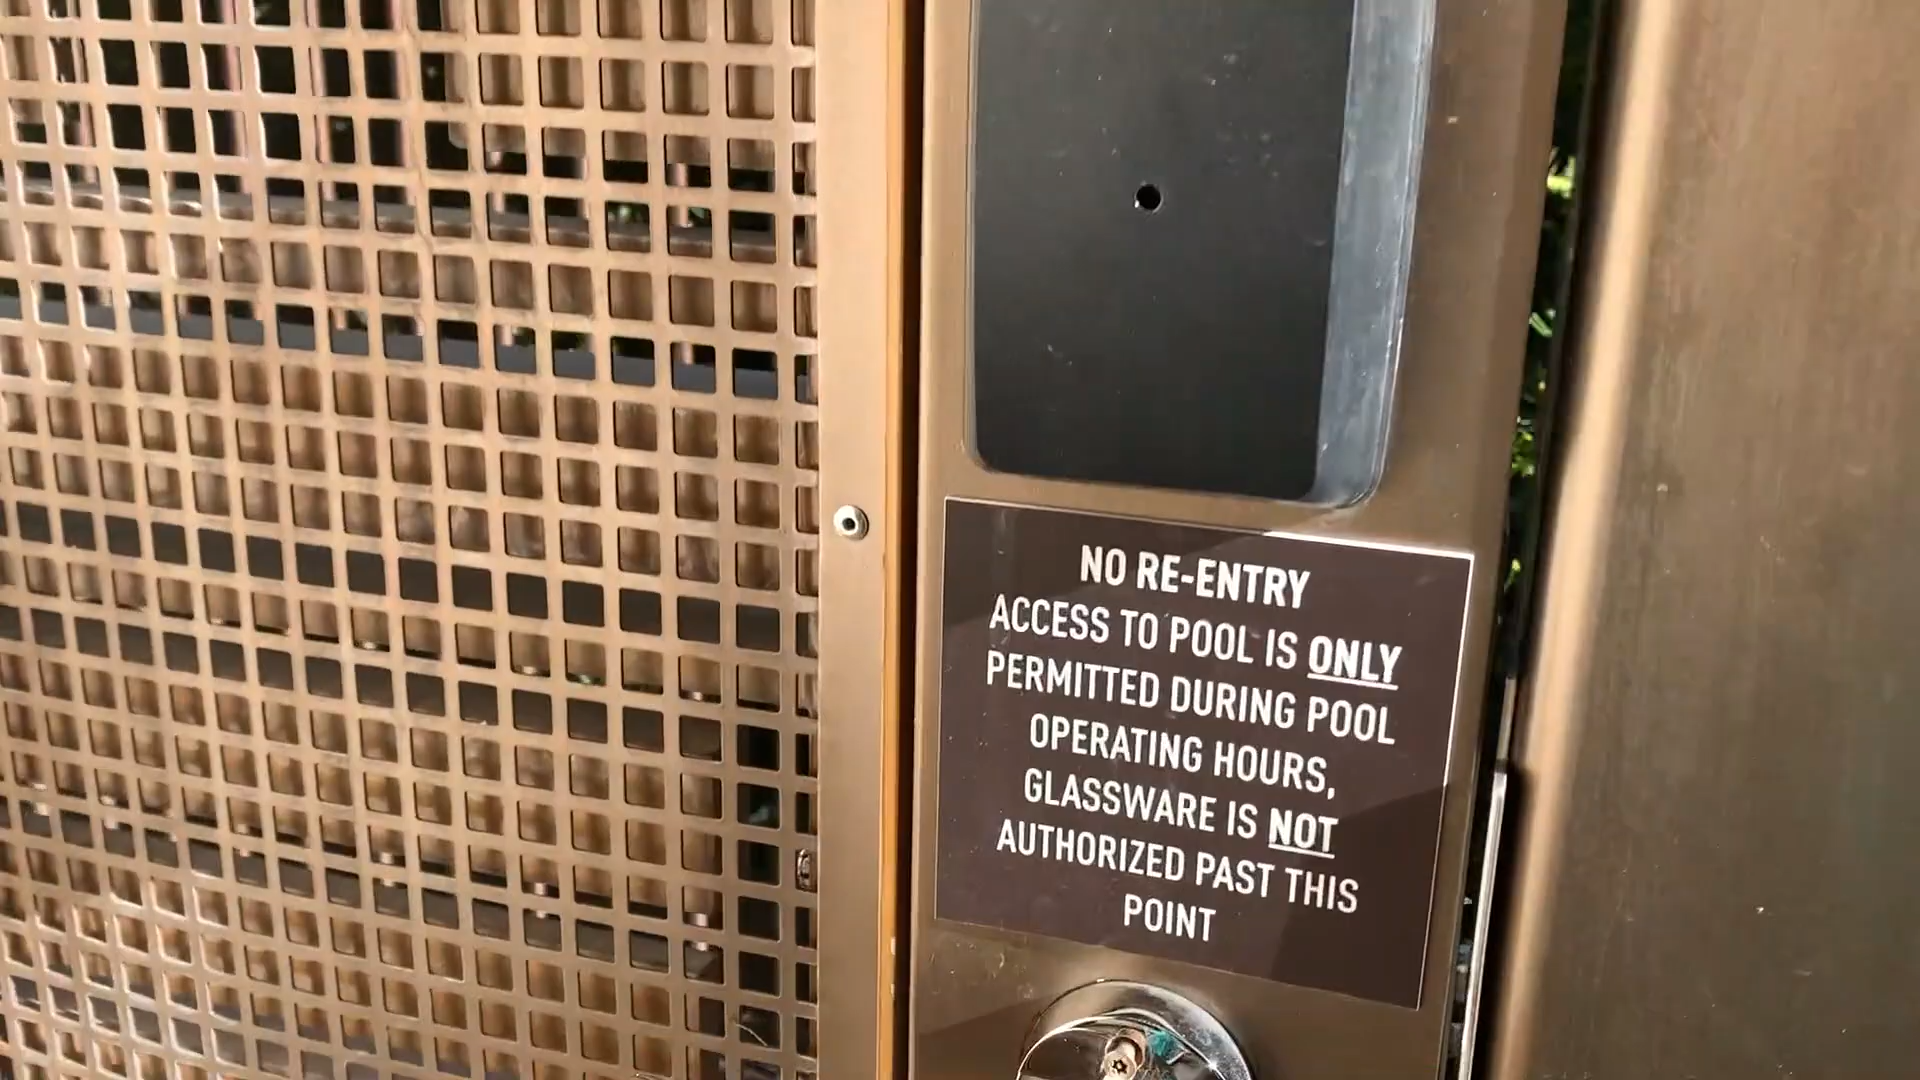 NO RE-ENTRY
ACCESS TO POOL IS ONLY
PERMITTED DURING POOL
OPERATING HOURS,
GLASSWARE IS NOT
AUTHORIZED PAST THIS
POINT